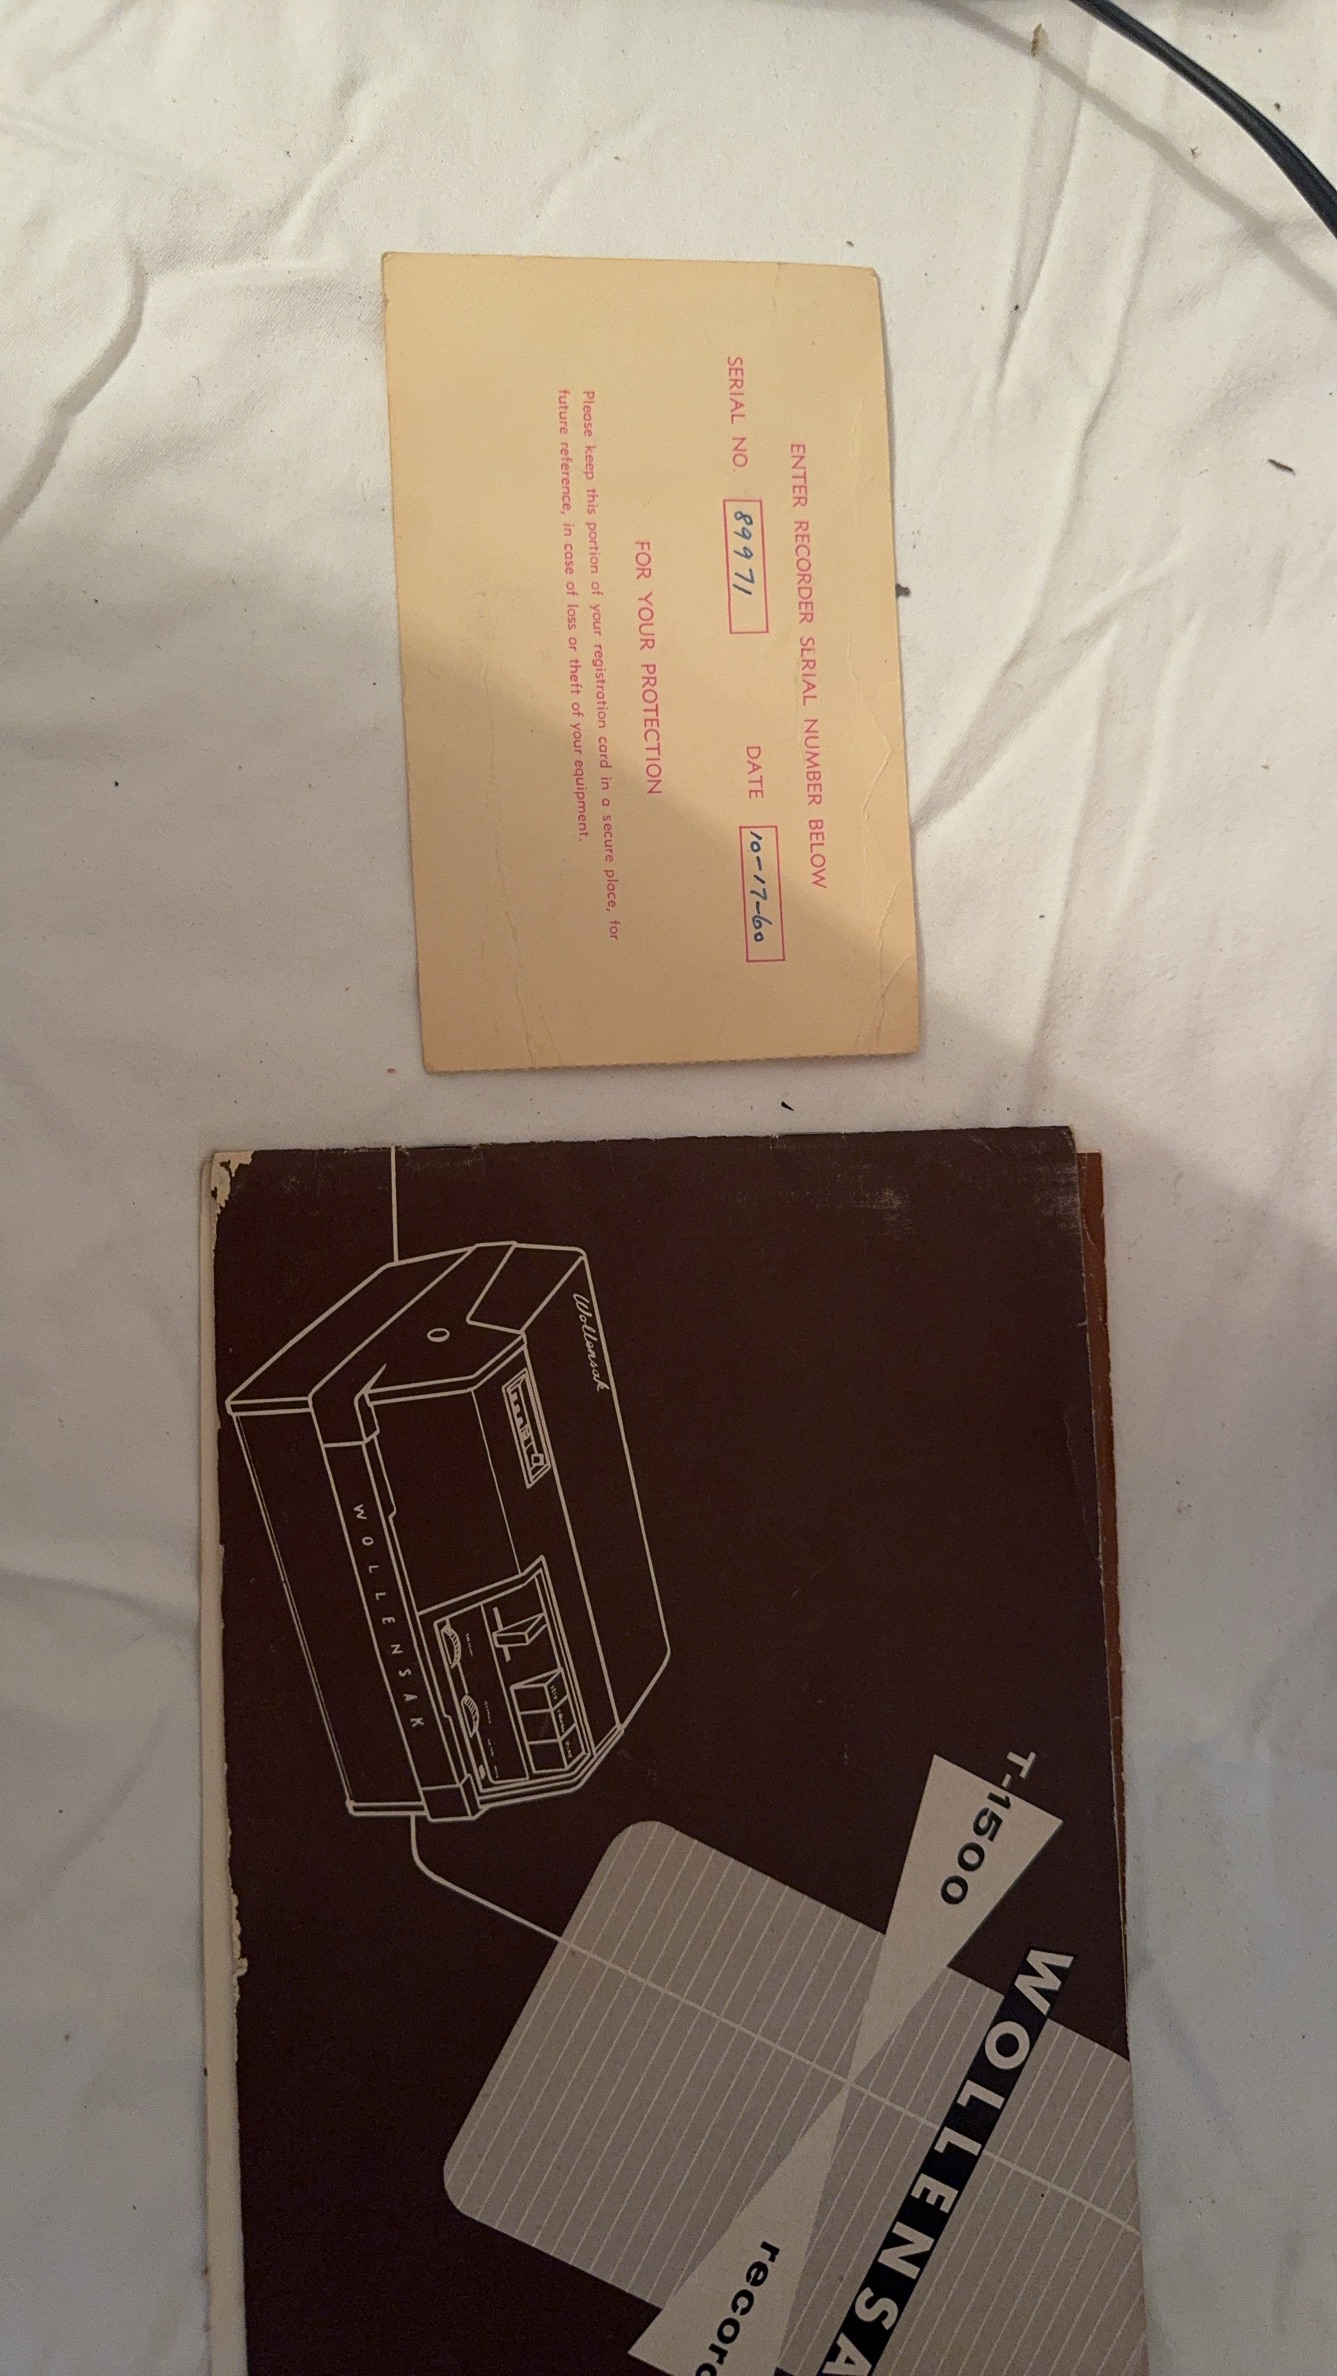 ENTER RECORDER SERIAL NUMBER BELOW
SERIAL NO. 89971 DATE 10-17-60
FOR YOUR PROTECTION
Please keep this portion of your registration card in a secure place, for
future reference, in case of loss or theft of your equipment.
T-1500
WOLLENSA
recor
Wollensak
WOLLENSAK